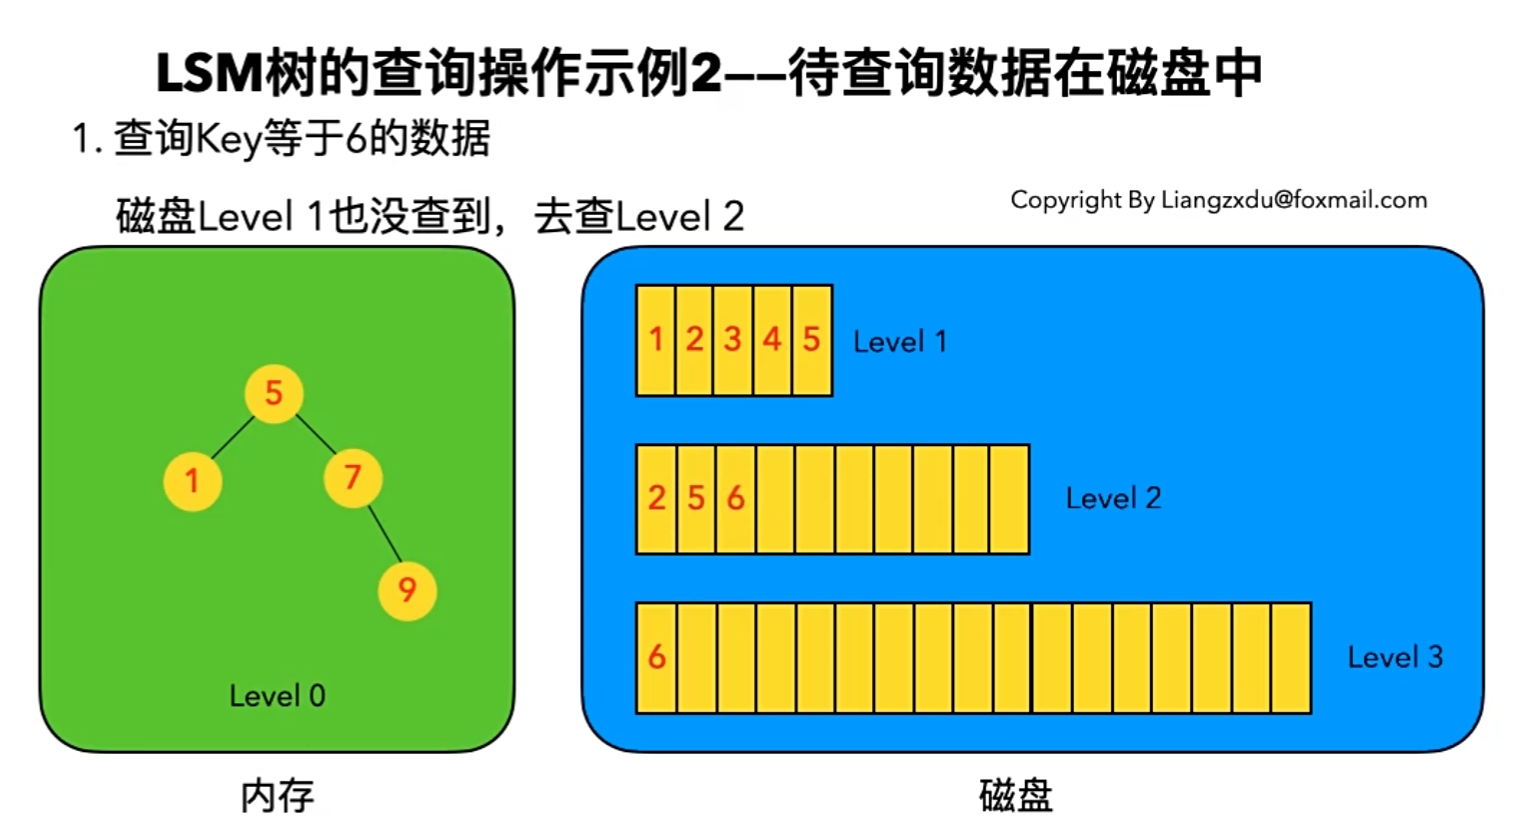 LSM树的查询操作示例2——待查询数据在磁盘中
1. 查询Key等于6的数据
磁盘Level 1也没查到，去查Level 2
Copyright By Liangzxdu@foxmail.com
5
1
7
9
Level 0
内存
1 2 3 4 5
Level 1
2 5 6
Level 2
6
Level 3
磁盘